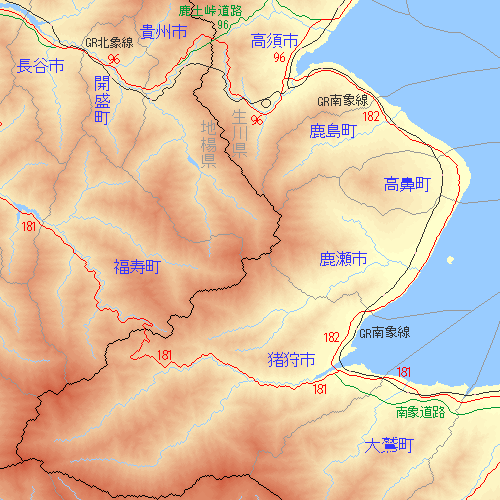 鹿土峠道路
96
貴州市
高須市
GR北象線
96
96
長谷市
開盛町
GR南象線
182
生川県
96
鹿島町
地楊県
高鼻町
181
福寿町
鹿瀬市
182
GR南象線
181
猪狩市
181
181
南象道路
大鷲町